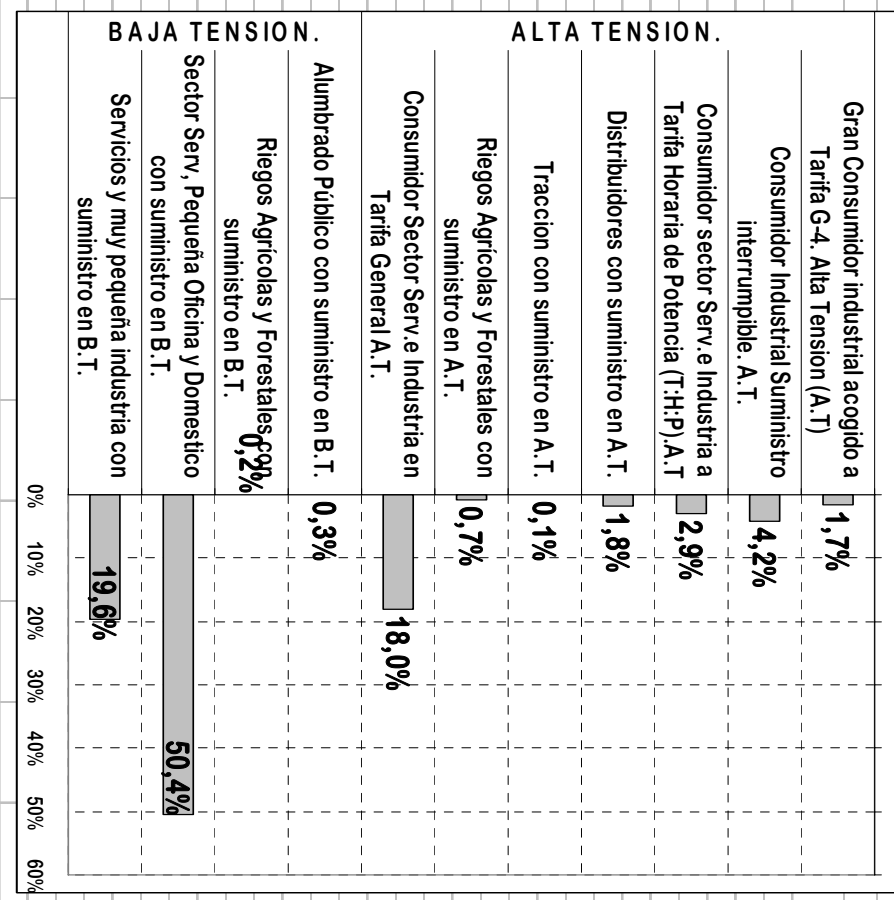 BAJA TENSION.
ALTA TENSION.
Servicios y muy pequeña industria con
suministro en B.T.
Sector Serv, Pequeña Oficina y Domestico
con suministro en B.T.
Riegos Agrícolas y Forestales con
suministro en B.T.
Alumbrado Público con suministro en B.T.
Consumidor Sector Serv.e Industria en
Tarifa General A.T.
Riegos Agrícolas y Forestales con
suministro en A.T.
Traccion con suministro en A.T.
Distribuidores con suministro en A.T.
Consumidor sector Serv.e Industria a
Tarifa Horaria de Potencia (T:H:P).A.T
Consumidor Industrial Suministro
interrumpible. A.T.
Gran Consumidor industrial acogido a
Tarifa G-4. Alta Tension (A.T)
19,6%
50,4%
0,2%
0,3%
18,0%
0,7%
0,1%
1,8%
2,9%
4,2%
1,7%
0%
10%
20%
30%
40%
50%
60%